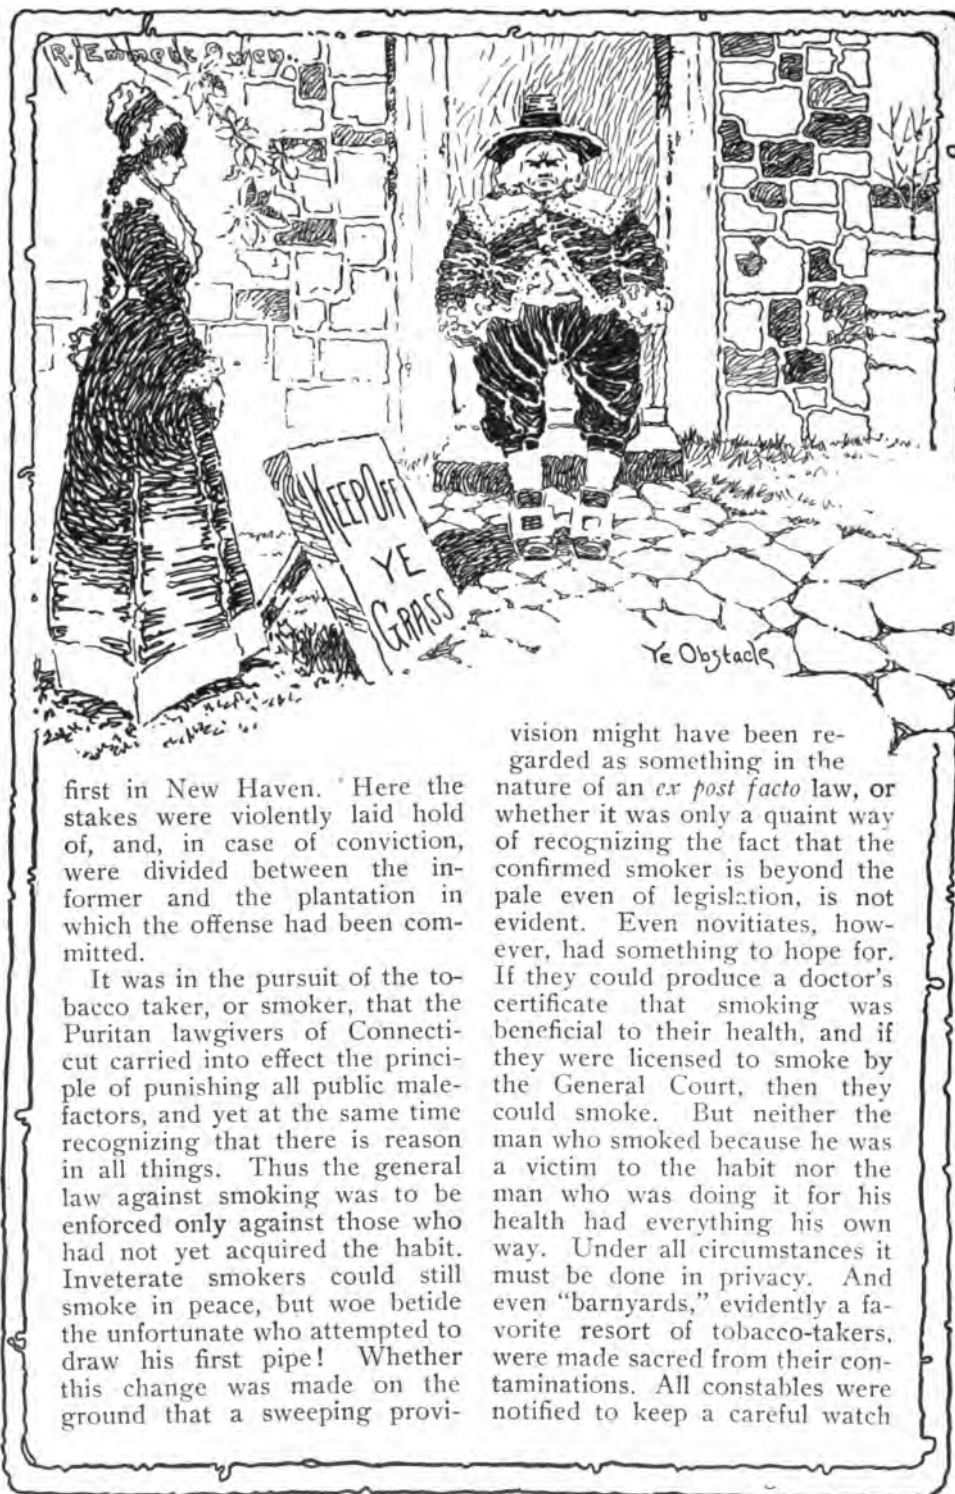 R. Emmett Owen.
KEEP OFF
YE
GRASS
Ye Obstacle
first in New Haven. Here the
stakes were violently laid hold
of, and, in case of conviction,
were divided between the in-
former and the plantation in
which the offense had been com-
mitted.
It was in the pursuit of the to-
bacco taker, or smoker, that the
Puritan lawgivers of Connecti-
cut carried into effect the princi-
ple of punishing all public male-
factors, and yet at the same time
recognizing that there is reason
in all things. Thus the general
law against smoking was to be
enforced only against those who
had not yet acquired the habit.
Inveterate smokers could still
smoke in peace, but woe betide
the unfortunate who attempted to
draw his first pipe! Whether
this change was made on the
ground that a sweeping provi-
vision might have been re-
garded as something in the
nature of an ex post facto law, or
whether it was only a quaint way
of recognizing the fact that the
confirmed smoker is beyond the
pale even of legislation, is not
evident. Even novitiates, how-
ever, had something to hope for.
If they could produce a doctor's
certificate that smoking was
beneficial to their health, and if
they were licensed to smoke by
the General Court, then they
could smoke. But neither the
man who smoked because he was
a victim to the habit nor the
man who was doing it for his
health had everything his own
way. Under all circumstances it
must be done in privacy. And
even "barnyards," evidently a fa-
vorite resort of tobacco-takers,
were made sacred from their con-
taminations. All constables were
notified to keep a careful watch